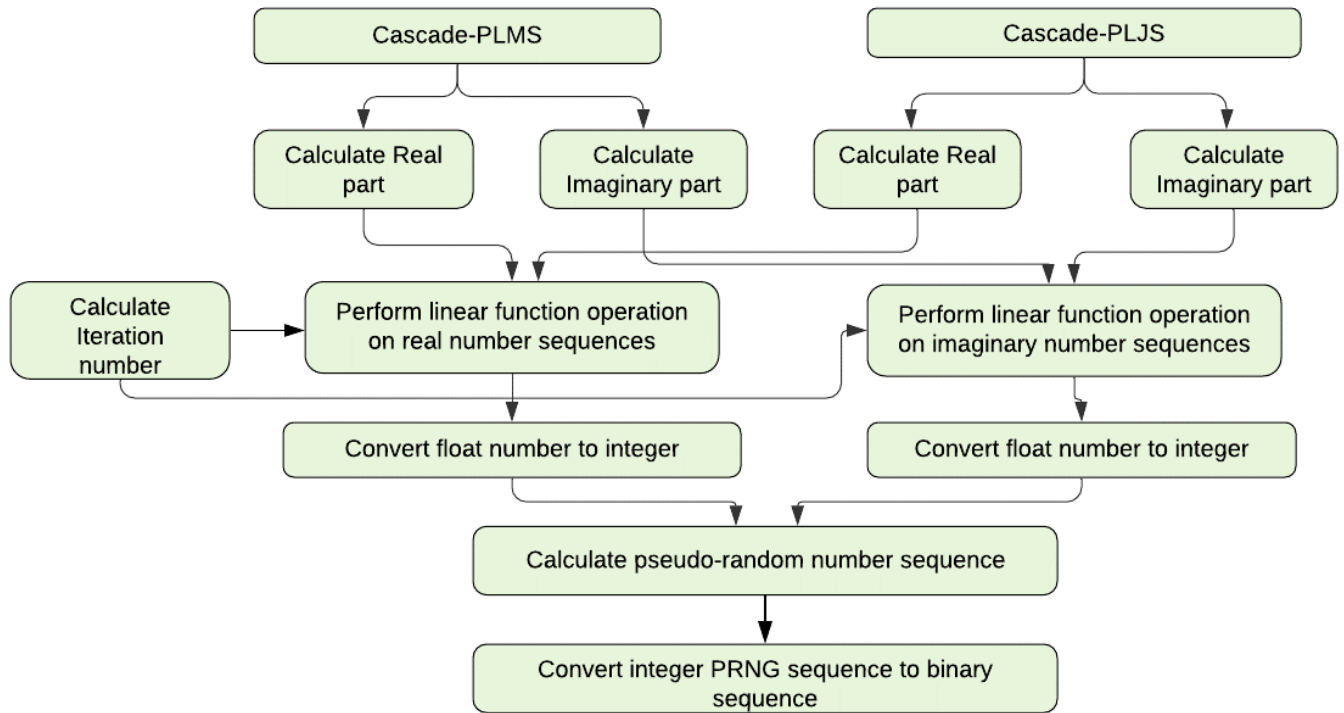 Cascade-PLMS
Cascade-PLJS
Calculate Real
part
Calculate
Imaginary part
Calculate Real
part
Calculate
Imaginary part
Calculate
Iteration
number
Perform linear function operation
on real number sequences
Perform linear function operation
on imaginary number sequences
Convert float number to integer
Convert float number to integer
Calculate pseudo-random number sequence
Convert integer PRNG sequence to binary
sequence